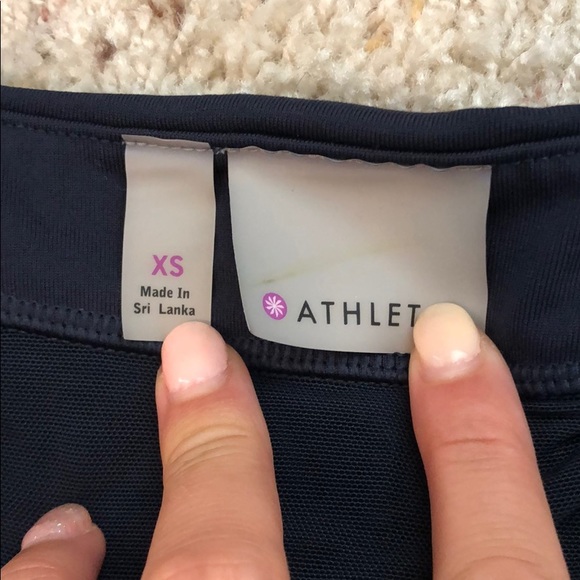 XS
Made In
Sri Lanka
ATHLET